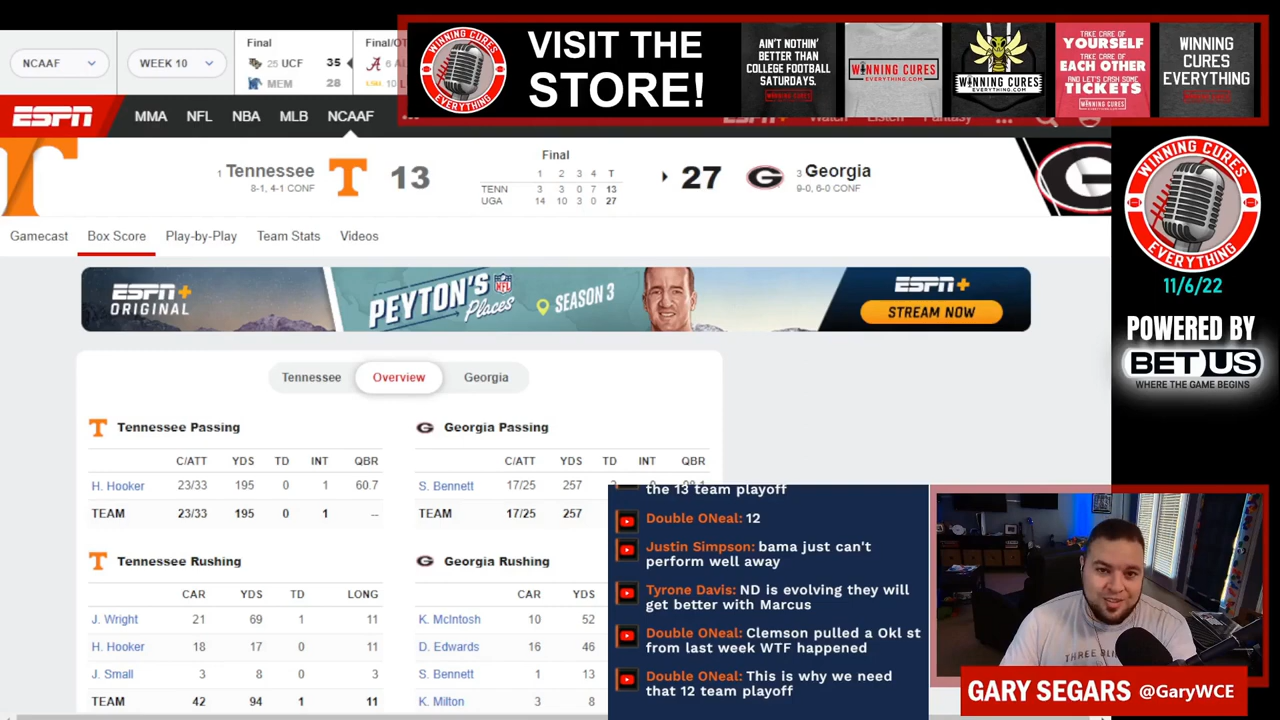 VISIT THE
STORE!
AIN'T NOTHIN'
BETTER THAN
COLLEGE FOOTBALL
SATURDAYS.
WINNING CURES
TAKE CARE OF
YOURSELF
TAKE CARE OF
EACH OTHER
AND LET'S CASH SOME
TICKETS
WINNING CURES
WINNING
CURES
EVERYTHING
NCAAF
WEEK 10
Final
25 UCF 35
MEM 28
Final/OT
ESPN
MMA NFL NBA MLB NCAAF
1 Tennessee
8-1, 4-1 CONF
13
Final
1 2 3 4 T
TENN 3 3 0 7 13
UGA 14 10 3 0 27
27
3 Georgia
9-0, 6-0 CONF
Gamecast Box Score Play-by-Play Team Stats Videos
ESPN+
ORIGINAL
PEYTON'S
Places
NFL
SEASON 3
ESPN+
STREAM NOW
WINNING CURES
EVERYTHING
11/6/22
POWERED BY
BETUS
WHERE THE GAME BEGINS
Tennessee Overview Georgia
Tennessee Passing
C/ATT YDS TD INT QBR
H. Hooker 23/33 195 0 1 60.7
TEAM 23/33 195 0 1 --
Georgia Passing
C/ATT YDS TD INT QBR
S. Bennett 17/25 257
TEAM 17/25 257
Tennessee Rushing
CAR YDS TD LONG
J. Wright 21 69 1 11
H. Hooker 18 17 0 11
J. Small 3 8 0 3
TEAM 42 94 1 11
Georgia Rushing
CAR YDS
K. McIntosh 10 52
D. Edwards 16 46
S. Bennett 1 13
K. Milton 3 8
the 13 team playoff
Double ONeal: 12
Justin Simpson: bama just can't
perform well away
Tyrone Davis: ND is evolving they will
get better with Marcus
Double ONeal: Clemson pulled a Okl st
from last week WTF happened
Double ONeal: This is why we need
that 12 team playoff
GARY SEGARS @GaryWCE